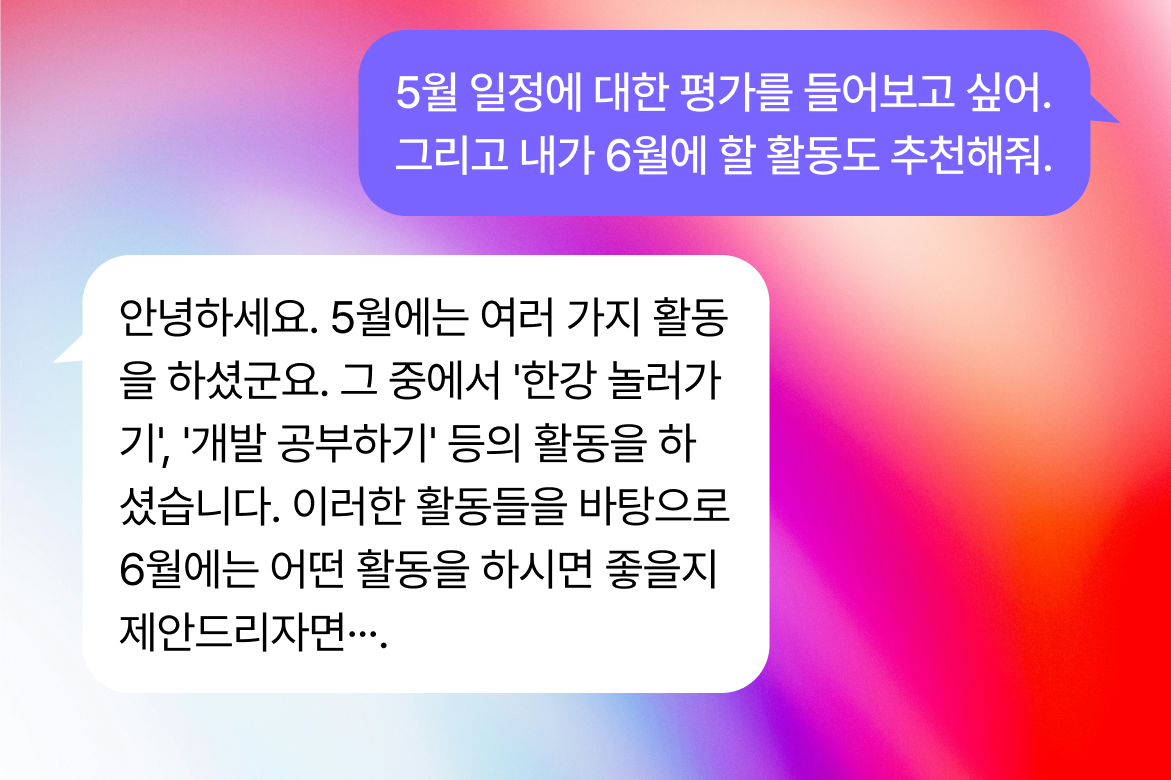 5월 일정에 대한 평가를 들어보고 싶어.
그리고 내가 6월에 할 활동도 추천해줘.
안녕하세요. 5월에는 여러 가지 활동
을 하셨군요. 그 중에서 '한강 놀러가
기', '개발 공부하기' 등의 활동을 하
셨습니다. 이러한 활동들을 바탕으로
6월에는 어떤 활동을 하시면 좋을지
제안드리자면···.